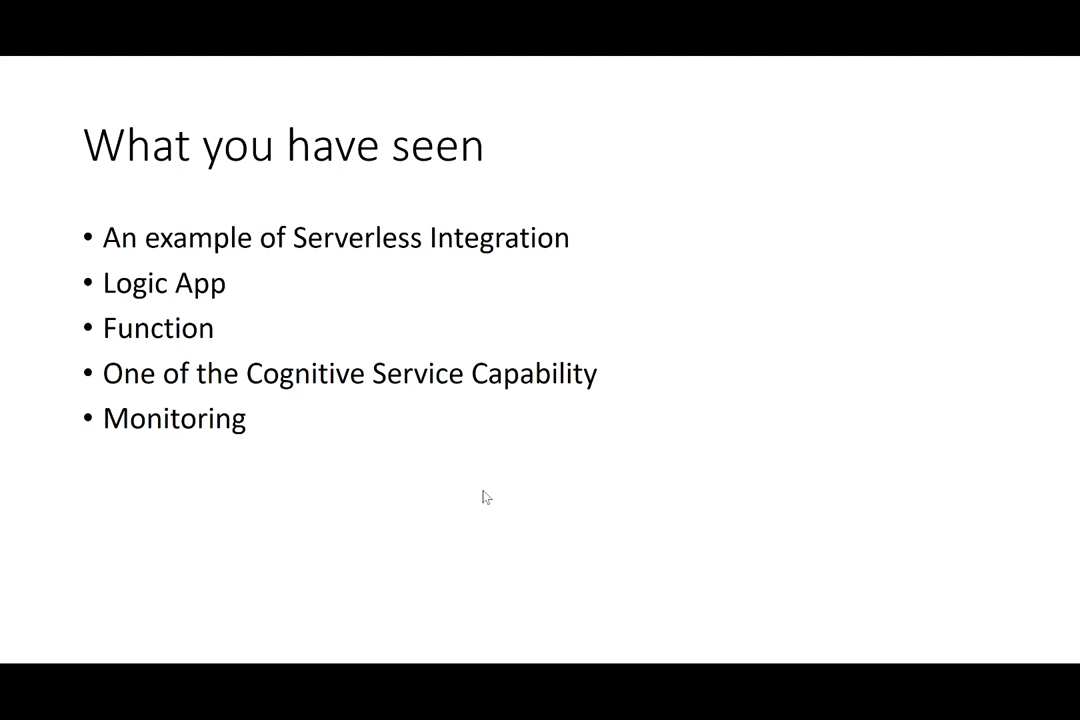 What you have seen
• An example of Serverless Integration
• Logic App
• Function
• One of the Cognitive Service Capability
• Monitoring